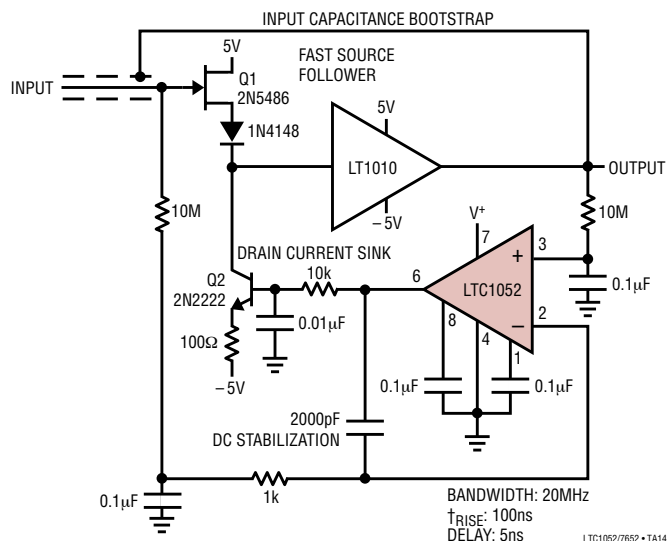 INPUT CAPACITANCE BOOTSTRAP
5V
FAST SOURCE
FOLLOWER
INPUT
Q1
2N5486
1N4148
5V
LT1010
OUTPUT
–5V
10M
10M
V+
7
DRAIN CURRENT SINK
3
+
Q2
2N2222
10k
6
LTC1052
0.1µF
8
–
2
0.01µF
4
1
100Ω
–5V
0.1µF
0.1µF
2000pF
DC STABILIZATION
0.1µF
1k
BANDWIDTH: 20MHz
†RISE: 100ns
DELAY: 5ns
LTC1052/7652 • TA14